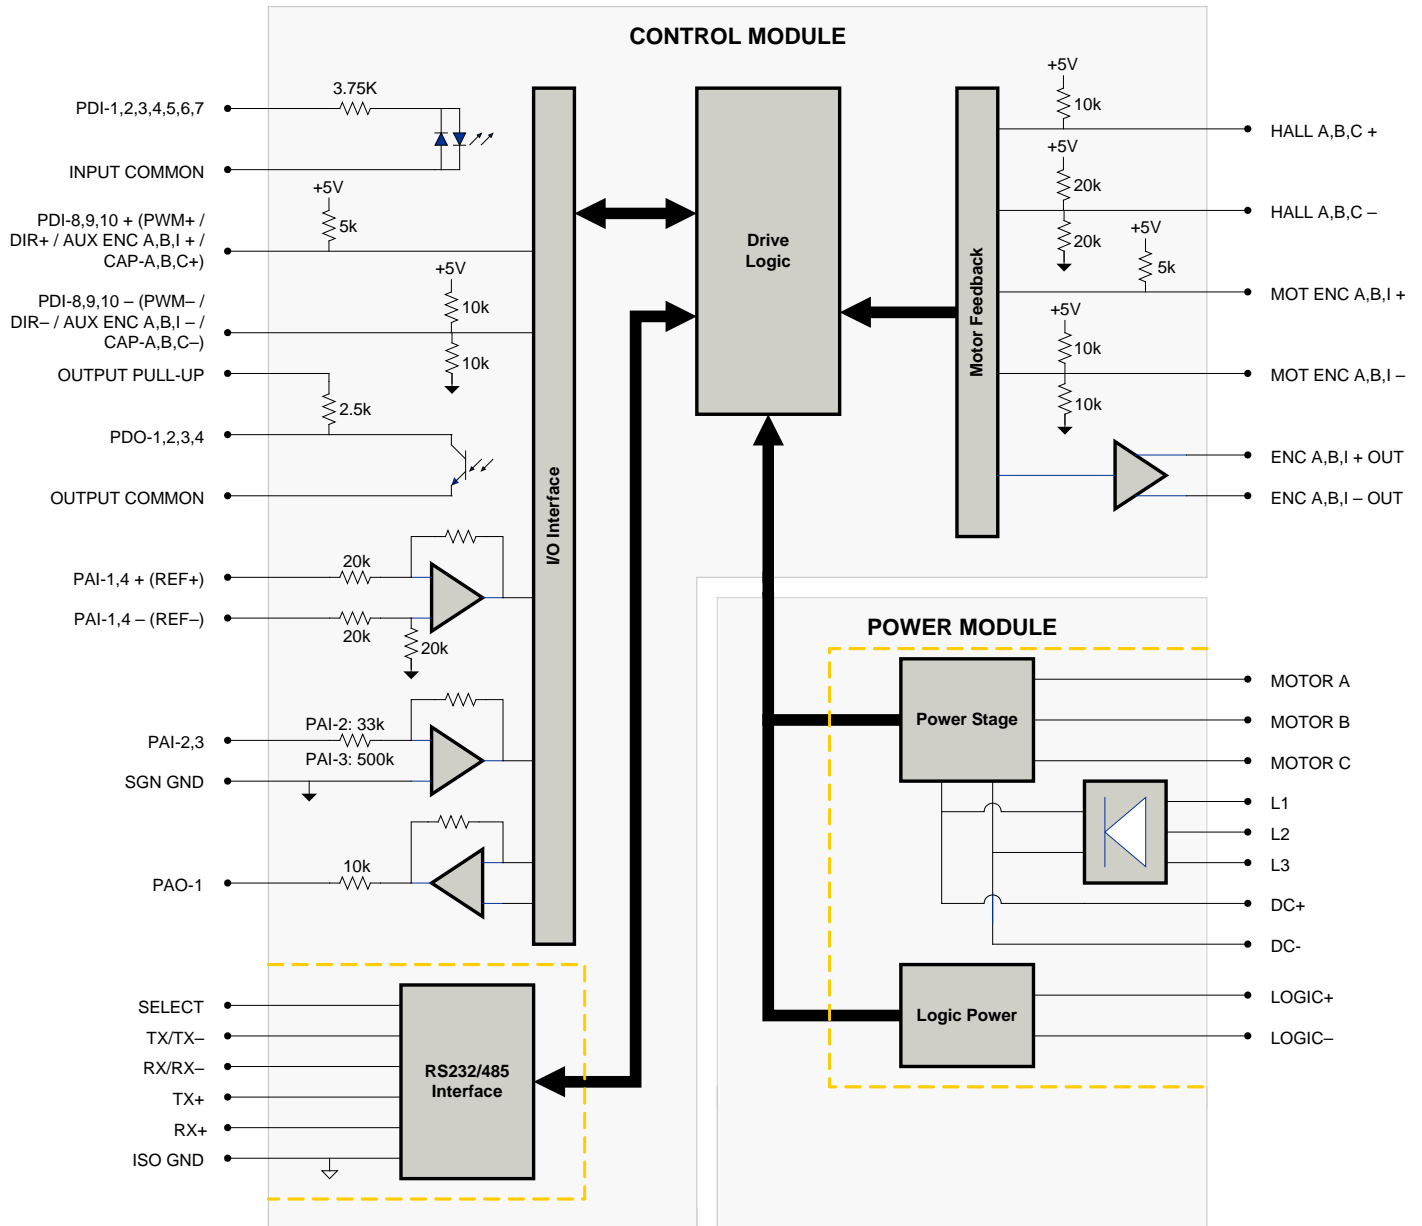 CONTROL MODULE
PDI-1,2,3,4,5,6,7
3.75K
INPUT COMMON
+5V
5k
PDI-8,9,10 + (PWM+ /
DIR+ / AUX ENC A,B,I + /
CAP-A,B,C+)
+5V
10k
PDI-8,9,10 – (PWM– /
DIR– / AUX ENC A,B,I – /
CAP-A,B,C–)
10k
OUTPUT PULL-UP
2.5k
PDO-1,2,3,4
OUTPUT COMMON
20k
PAI-1,4 + (REF+)
PAI-1,4 – (REF–)
20k
20k
PAI-2: 33k
PAI-2,3
PAI-3: 500k
SGN GND
10k
PAO-1
I/O Interface
SELECT
TX/TX–
RX/RX–
TX+
RX+
ISO GND
RS232/485
Interface
Drive
Logic
Motor Feedback
+5V
10k
HALL A,B,C +
+5V
20k
HALL A,B,C –
20k
+5V
5k
MOT ENC A,B,I +
+5V
10k
MOT ENC A,B,I –
10k
ENC A,B,I + OUT
ENC A,B,I – OUT
POWER MODULE
Power Stage
MOTOR A
MOTOR B
MOTOR C
L1
L2
L3
DC+
DC-
Logic Power
LOGIC+
LOGIC–